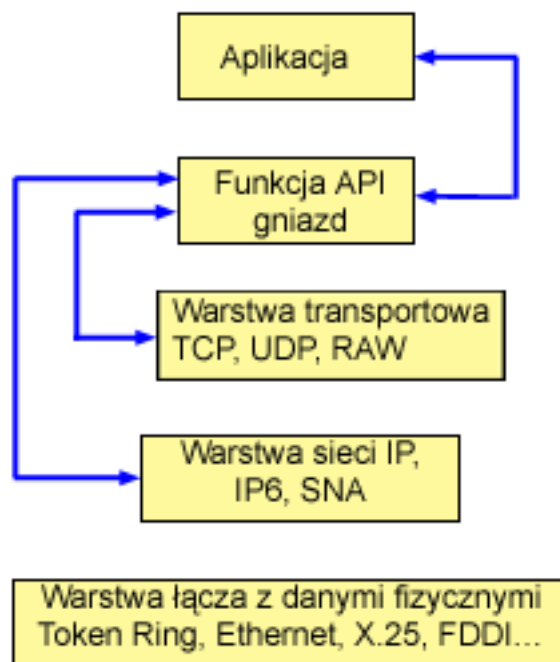 Aplikacja
Funkcja API
gniazd
Warstwa transportowa
TCP, UDP, RAW
Warstwa sieci IP,
IP6, SNA
Warstwa łącza z danymi fizycznymi
Token Ring, Ethernet, X.25, FDDI...